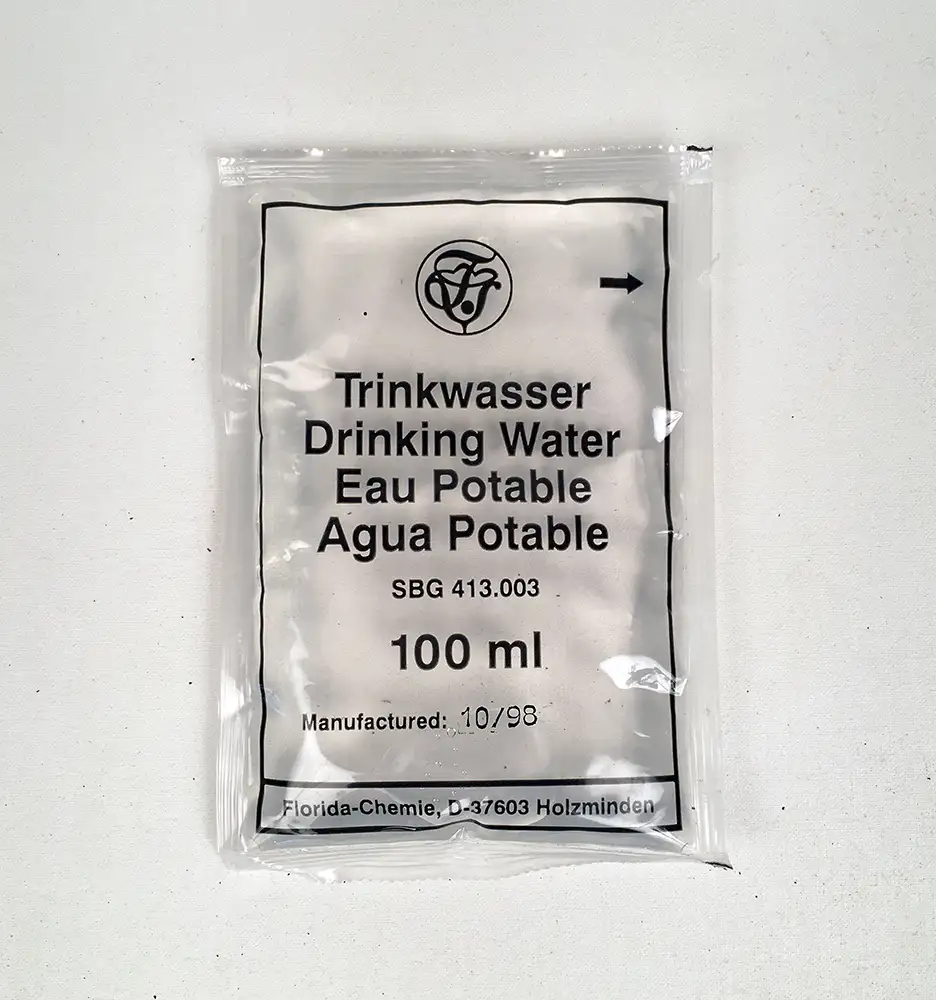 Trinkwasser
Drinking Water
Eau Potable
Agua Potable
SBG 413.003
100 ml
Manufactured: 10/98
Florida-Chemie, D-37603 Holzminden